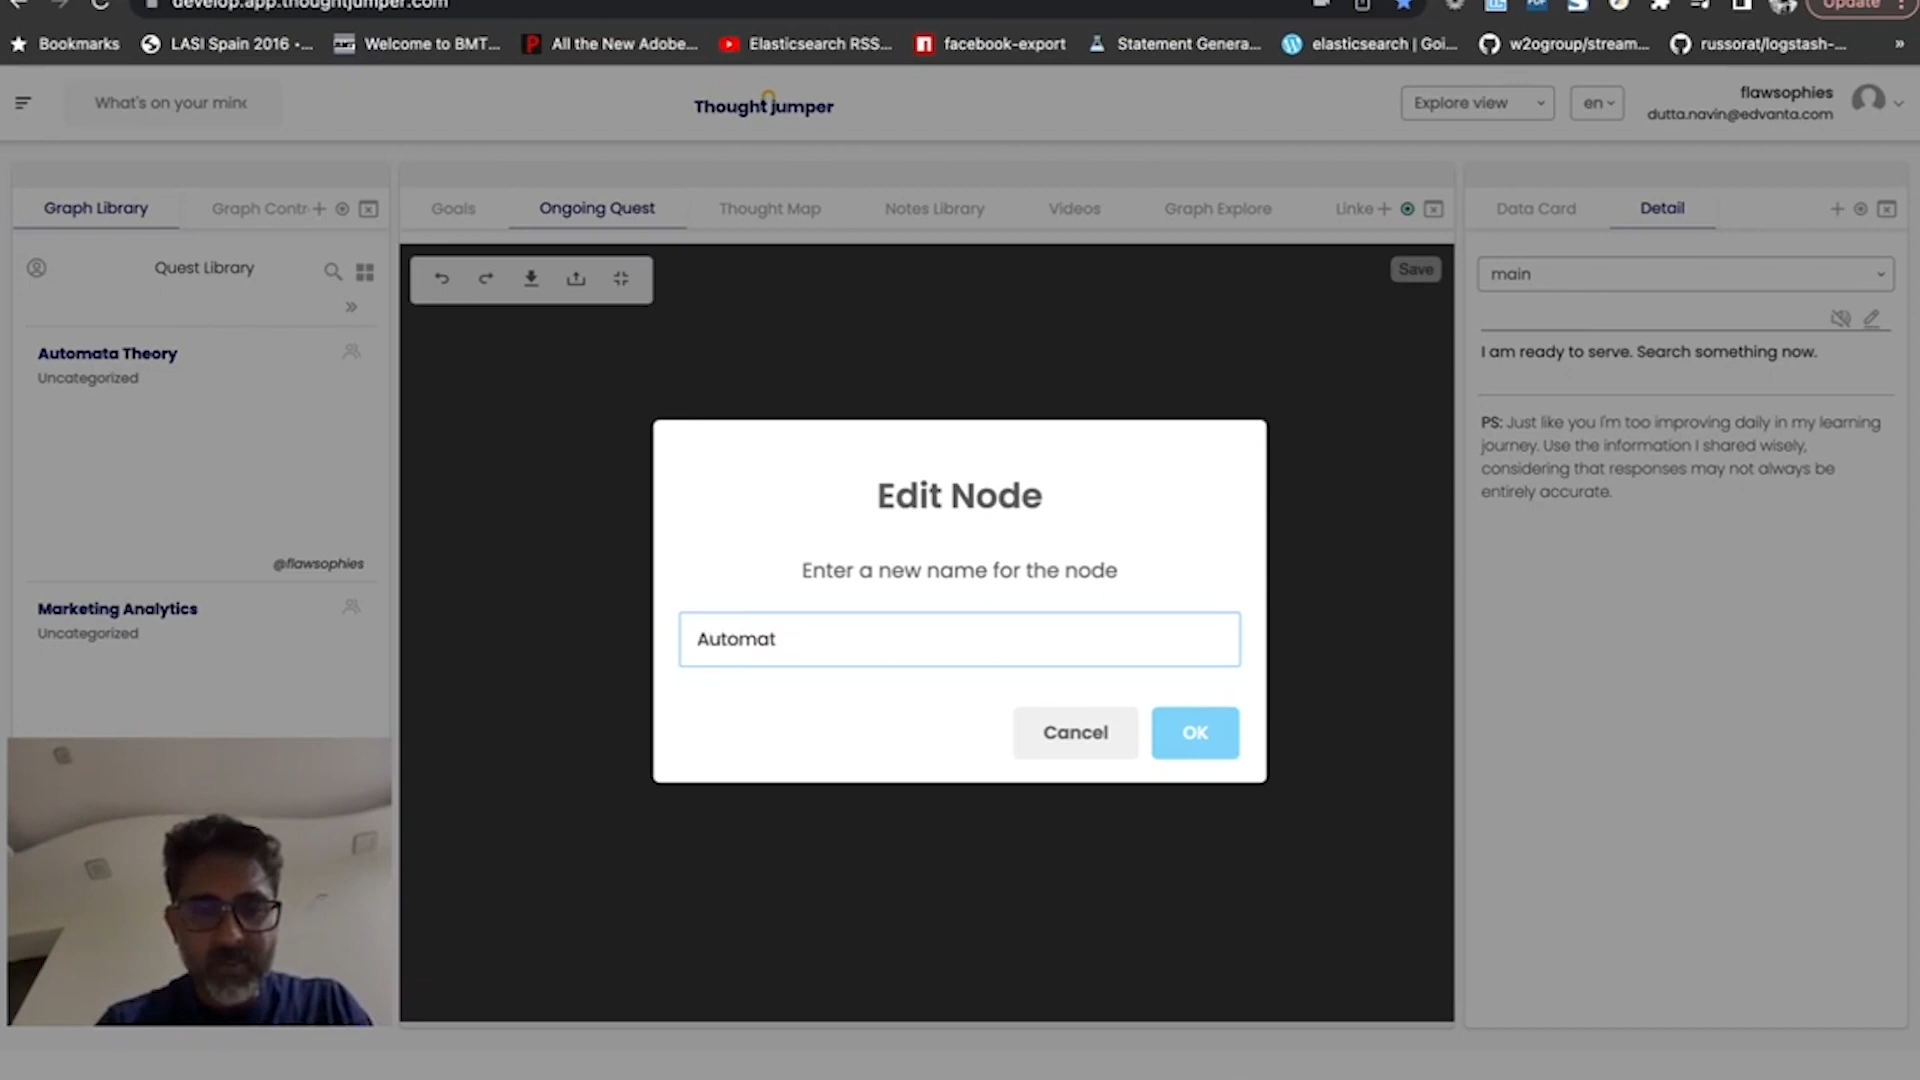 develop.app.thoughtjumper.com
Update
Bookmarks
LASI Spain 2016 •...
Welcome to BMT...
All the New Adobe...
Elasticsearch RSS...
facebook-export
Statement Genera...
elasticsearch | Goi...
w2ogroup/stream...
russorat/logstash-...
»
What's on your mind
Thought jumper
Explore view
en
flawsophies
dutta.navin@edvanta.com
Graph Library
Graph Contr
Goals
Ongoing Quest
Thought Map
Notes Library
Videos
Graph Explore
Linke
Data Card
Detail
Quest Library
»
Automata Theory
Uncategorized
@flawsophies
Marketing Analytics
Uncategorized
Save
Edit Node
Enter a new name for the node
Automat
Cancel
OK
main
I am ready to serve. Search something now.
PS: Just like you I'm too improving daily in my learning
journey. Use the information I shared wisely,
considering that responses may not always be
entirely accurate.